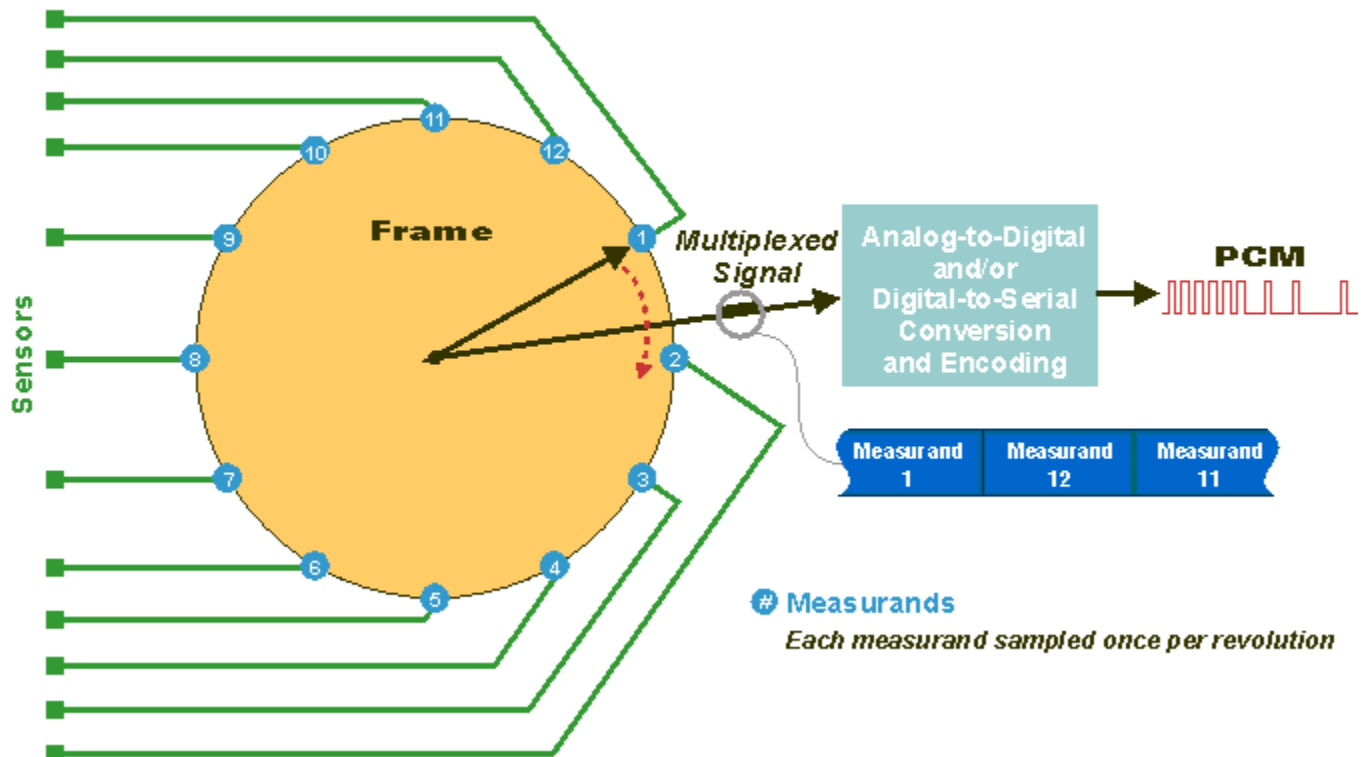 Sensors
Frame
11
10
12
9
1
8
2
7
3
6
4
5
Multiplexed
Signal
Analog-to-Digital
and/or
Digital-to-Serial
Conversion
and Encoding
PCM
Measurand
1
Measurand
12
Measurand
11
# Measurands
Each measurand sampled once per revolution